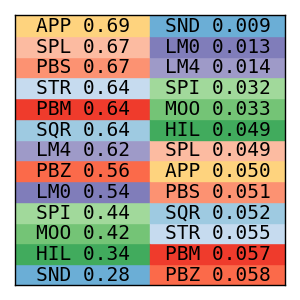 APP 0.69 SND 0.009
SPL 0.67 LM0 0.013
PBS 0.67 LM4 0.014
STR 0.64 SPI 0.032
PBM 0.64 MOO 0.033
SQR 0.64 HIL 0.049
LM4 0.62 SPL 0.049
PBZ 0.56 APP 0.050
LM0 0.54 PBS 0.051
SPI 0.44 SQR 0.052
MOO 0.42 STR 0.055
HIL 0.34 PBM 0.057
SND 0.28 PBZ 0.058